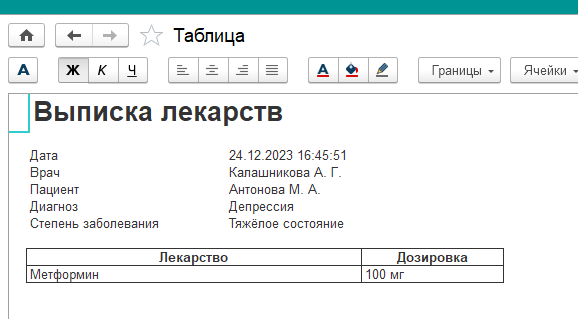 Таблица
А Ж К Ч А Границы Ячейки
Выписка лекарств
Дата 24.12.2023 16:45:51
Врач Калашникова А. Г.
Пациент Антонова М. А.
Диагноз Депрессия
Степень заболевания Тяжёлое состояние
Лекарство Дозировка
Метформин 100 мг